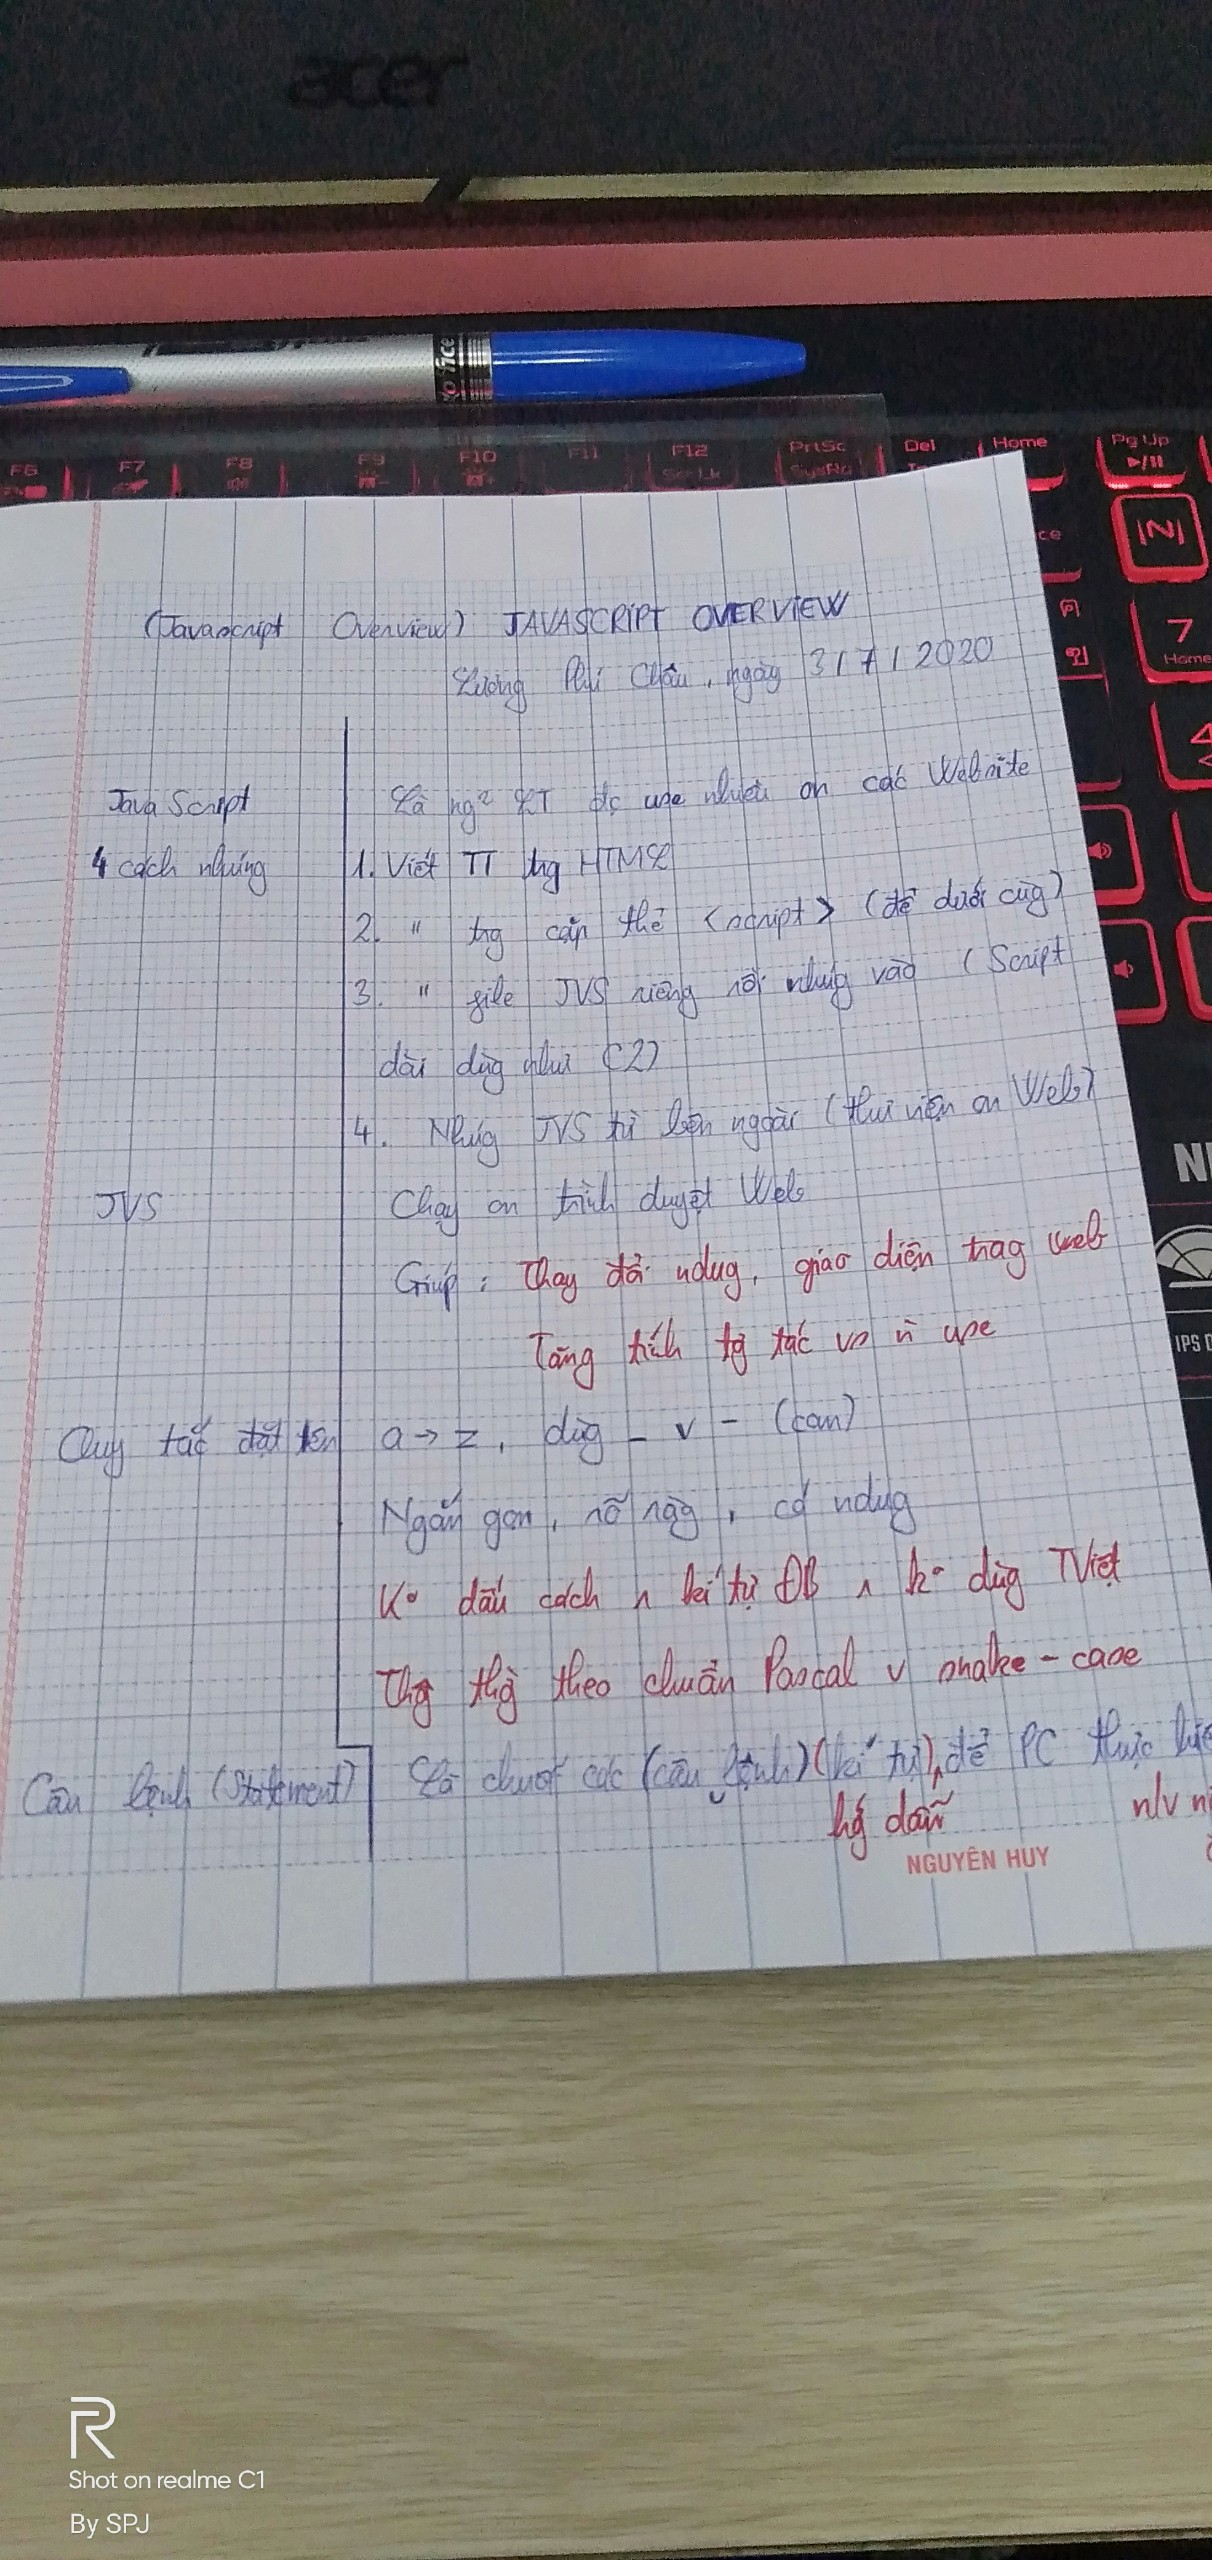 acer
office
F6 F7 F8 F9 F10 F11 F12 PrtSc Del Home PgUp
SysRq
7
Home
4
(Javascript Overview) JAVASCRIPT OVERVIEW
Lương Phú Châu, ngày 3/7/2020
Java Script Là ng² LT đc use nhiều on các Website
4 cách nhúng 1. Viết TT trg HTML
2. " trg cặp thẻ <script> (để dưới cùg)
3. " file JVS riêng rồi nhúg vào (Script
dài dùg như C2)
4. Nhúg JVS từ bên ngoài (thư viện on Web)
JVS Chạy on trình duyệt Web
Giúp : Thay đổi ndug, giao diện trag web
Tăng tính tg tác vs n use
Quy tắc đặt tên a → z, dùg _ v - (can)
Ngắn gọn, rõ ràg, có ndug
Kº dấu cách ∧ kí tự ĐB ∧ kº dùg TViệt
Thg thg theo chuẩn Pascal v snake-case
Câu lệnh (Statement) Là chuỗi các (câu lệnh) (kí tự), để PC thực
hg dẫn n/v
NGUYÊN HUY
IPS
Shot on realme C1
By SPJ